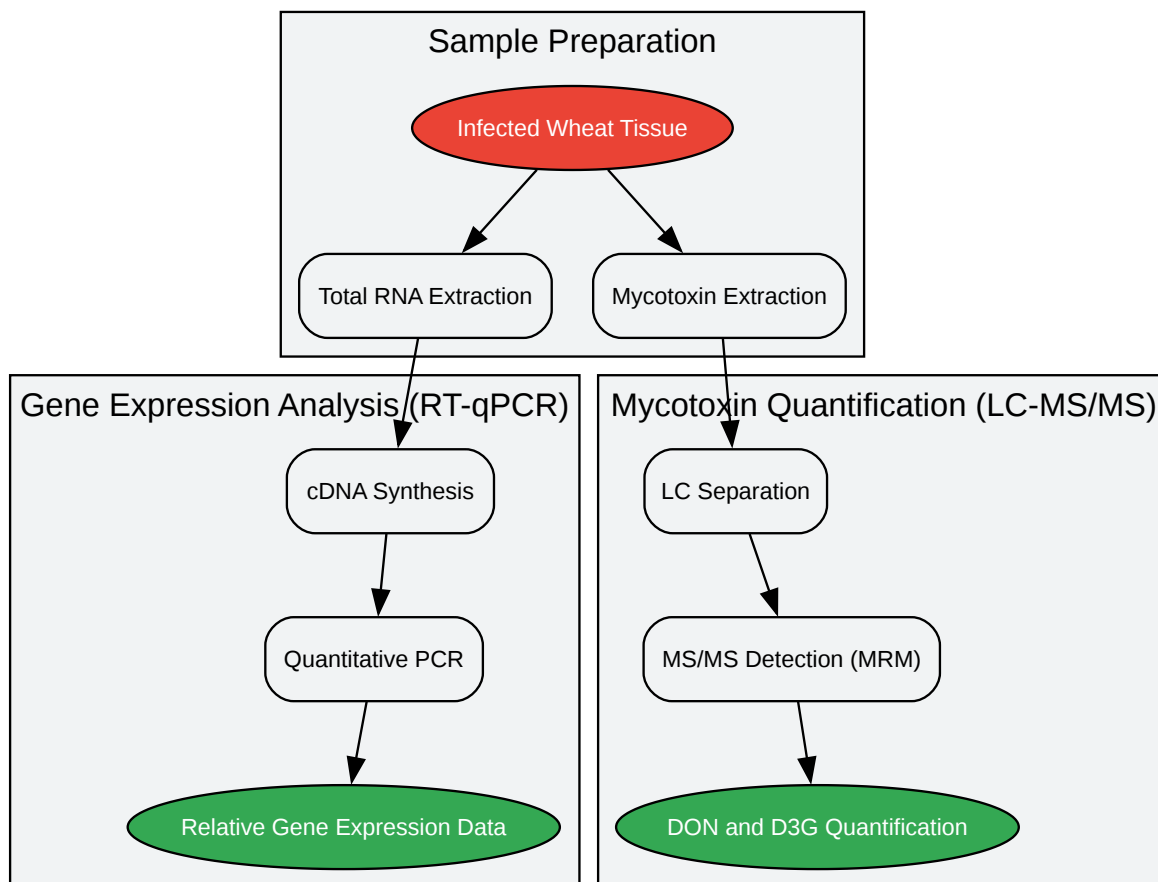 Sample Preparation
Infected Wheat Tissue
Total RNA Extraction
Mycotoxin Extraction
Gene Expression Analysis (RT-qPCR)
cDNA Synthesis
Quantitative PCR
Relative Gene Expression Data
Mycotoxin Quantification (LC-MS/MS)
LC Separation
MS/MS Detection (MRM)
DON and D3G Quantification